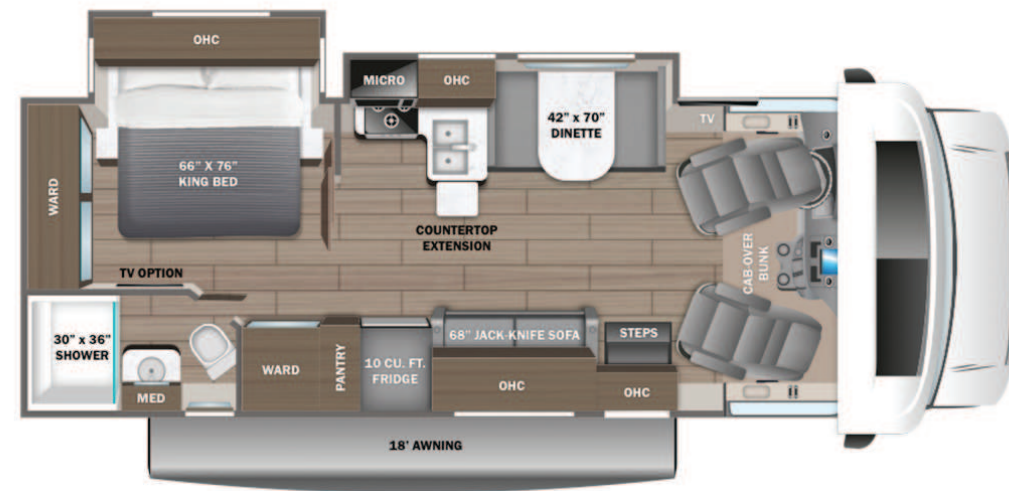 OHC
MICRO
OHC
42" x 70"
DINETTE
TV
66" X 76"
KING BED
WARD
COUNTERTOP
EXTENSION
CAB-OVER
BUNK
TV OPTION
30" x 36"
SHOWER
MED
WARD
PANTRY
10 CU. FT.
FRIDGE
68" JACK-KNIFE SOFA
OHC
STEPS
OHC
18' AWNING